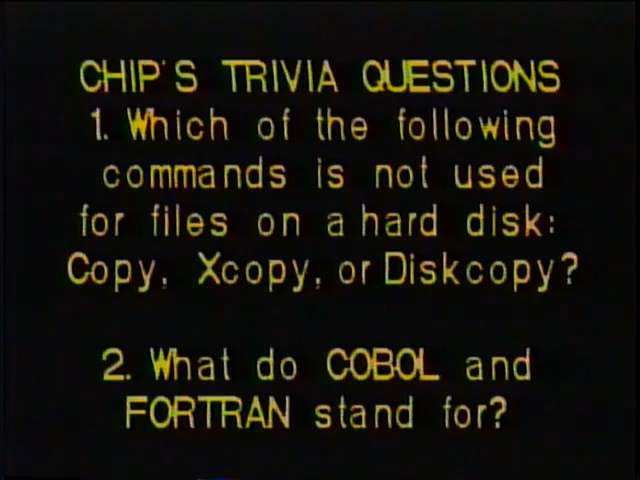 CHIP'S TRIVIA QUESTIONS
1. Which of the following
commands is not used
for files on a hard disk:
Copy, Xcopy, or Diskcopy?
2. What do COBOL and
FORTRAN stand for?